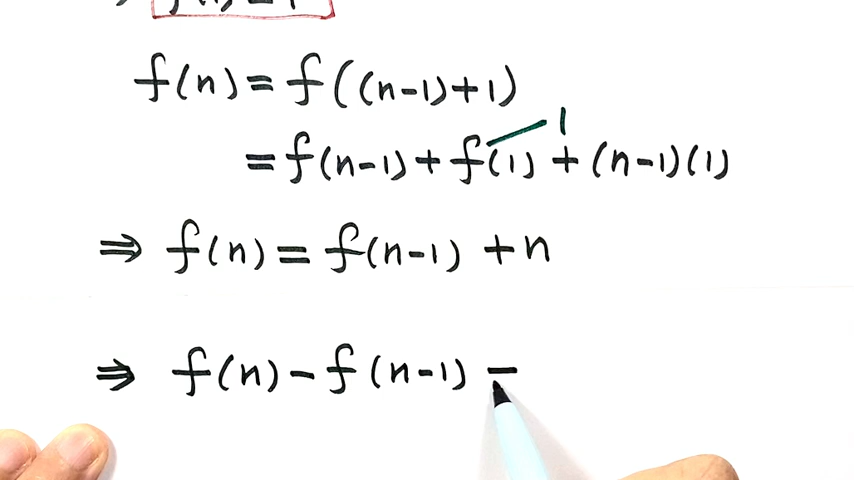 f(n) = f((n-1)+1)
= f(n-1) + f(1) + (n-1)(1)
1
⇒ f(n) = f(n-1) + n
⇒ f(n) - f(n-1) =